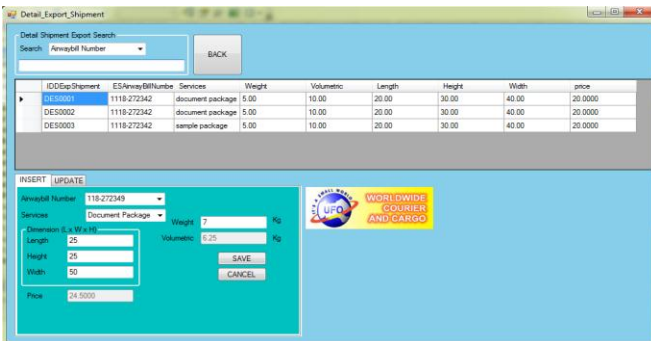 Detail_Export_Shipment
Detail Shipment Export Search
Search Airwaybill Number
BACK
IDDExpShipment ESAirwayBillNumbe Services Weight Volumetric Length Height Width price
DES0001 1118-272342 document package 5.00 10.00 20.00 30.00 40.00 20.0000
DES0002 1118-272342 document package 5.00 10.00 20.00 30.00 40.00 20.0000
DES0003 1118-272342 sample package 5.00 10.00 20.00 30.00 40.00 20.0000
INSERT UPDATE
Airwaybill Number 118-272349
Services Document Package
Weight 7 Kg
Dimension (L x W x H)
Volumetric 6.25 Kg
Length 25
Height 25
SAVE
Width 50
CANCEL
Price 24.5000
IT'S A SMALL WORLD
UFO
WORLDWIDE
COURIER
AND CARGO